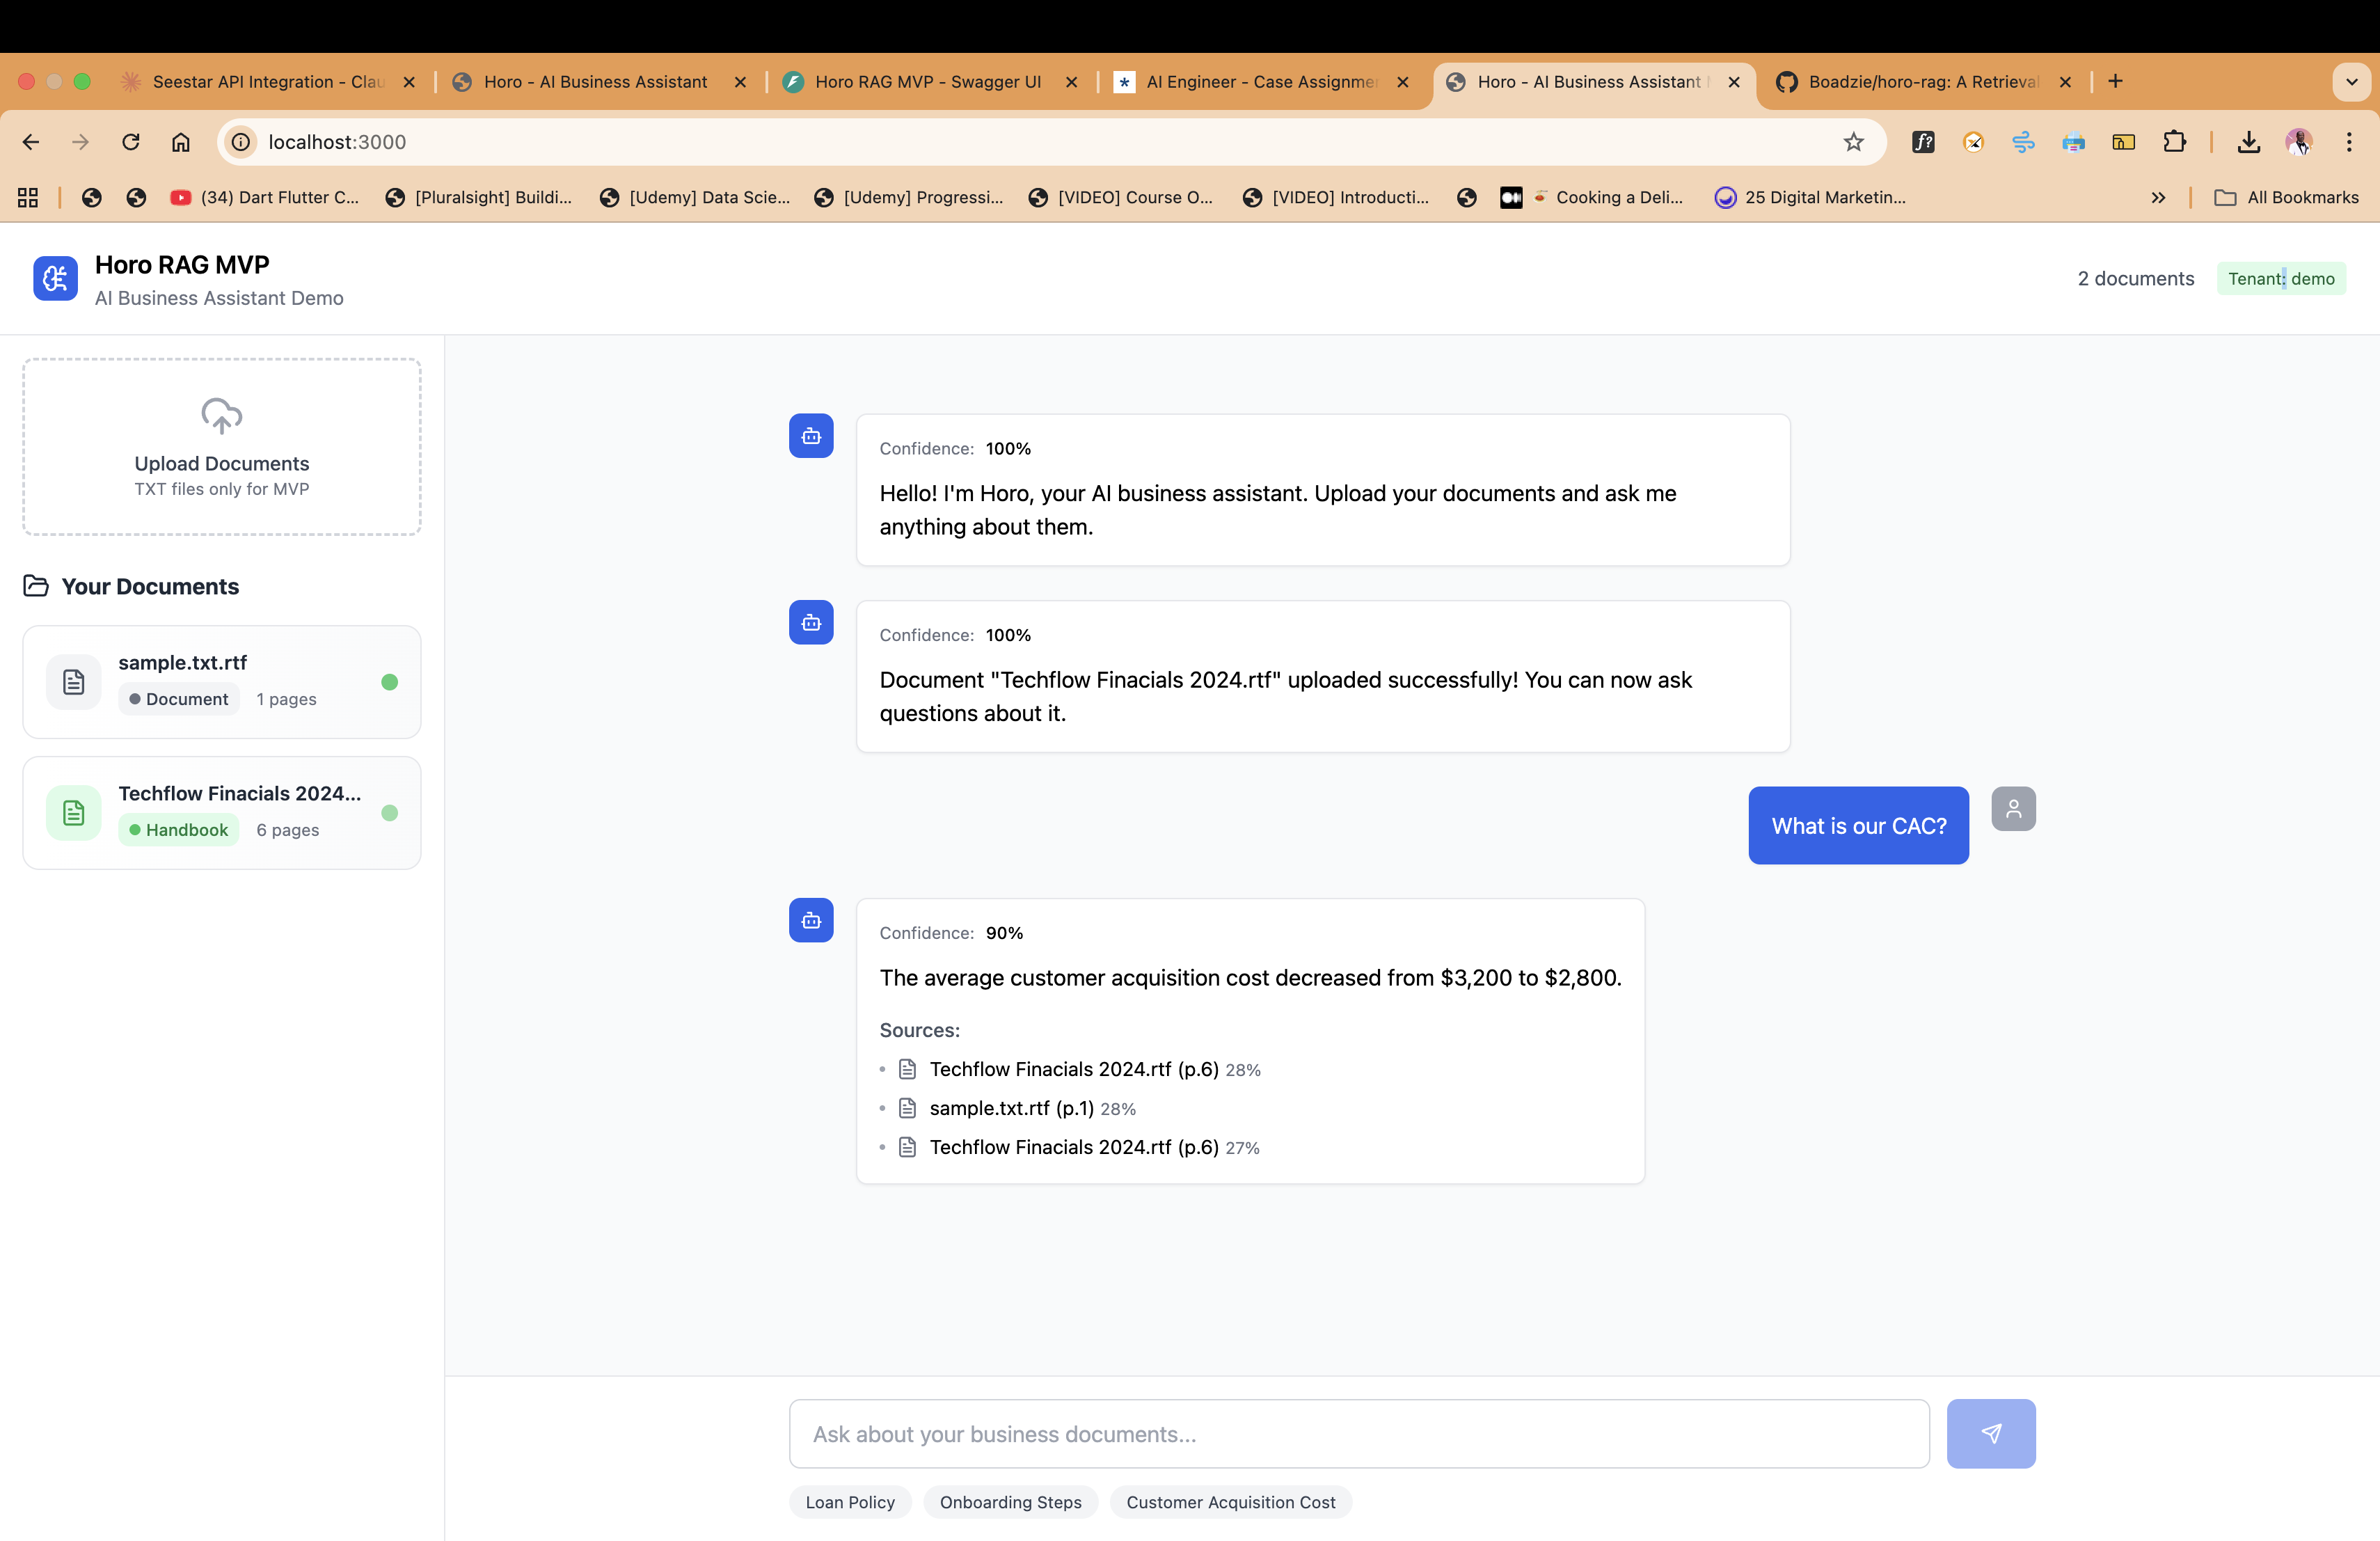 Seestar API Integration - Clau
Horo - AI Business Assistant
Horo RAG MVP - Swagger UI
AI Engineer - Case Assignmen
Horo - AI Business Assistant
Boadzie/horo-rag: A Retrieval
localhost:3000
(34) Dart Flutter C...
[Pluralsight] Buildi...
[Udemy] Data Scie...
[Udemy] Progressi...
[VIDEO] Course O...
[VIDEO] Introducti...
Cooking a Deli...
25 Digital Marketin...
All Bookmarks
Horo RAG MVP
AI Business Assistant Demo
2 documents
Tenant: demo
Upload Documents
TXT files only for MVP
Your Documents
sample.txt.rtf
Document 1 pages
Techflow Finacials 2024...
Handbook 6 pages
Confidence: 100%
Hello! I'm Horo, your AI business assistant. Upload your documents and ask me
anything about them.
Confidence: 100%
Document "Techflow Finacials 2024.rtf" uploaded successfully! You can now ask
questions about it.
What is our CAC?
Confidence: 90%
The average customer acquisition cost decreased from $3,200 to $2,800.
Sources:
• Techflow Finacials 2024.rtf (p.6) 28%
• sample.txt.rtf (p.1) 28%
• Techflow Finacials 2024.rtf (p.6) 27%
Ask about your business documents...
Loan Policy
Onboarding Steps
Customer Acquisition Cost